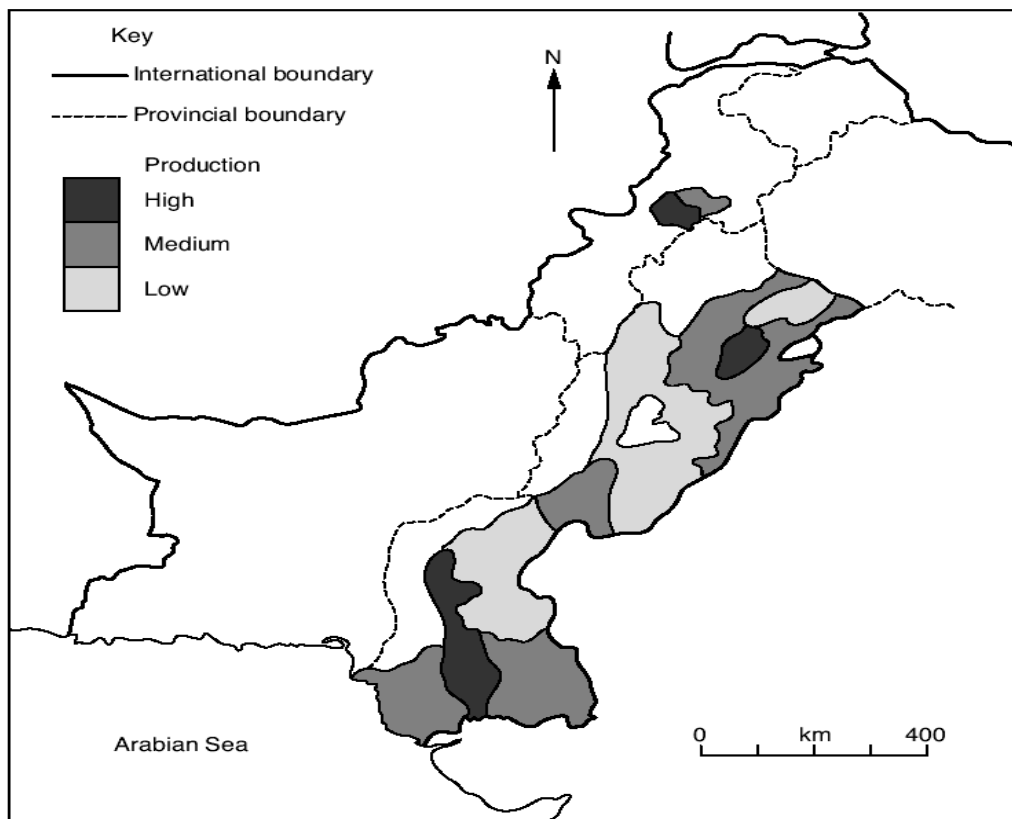 Key
International boundary
Provincial boundary
Production
High
Medium
Low
N
Arabian Sea
0 km 400